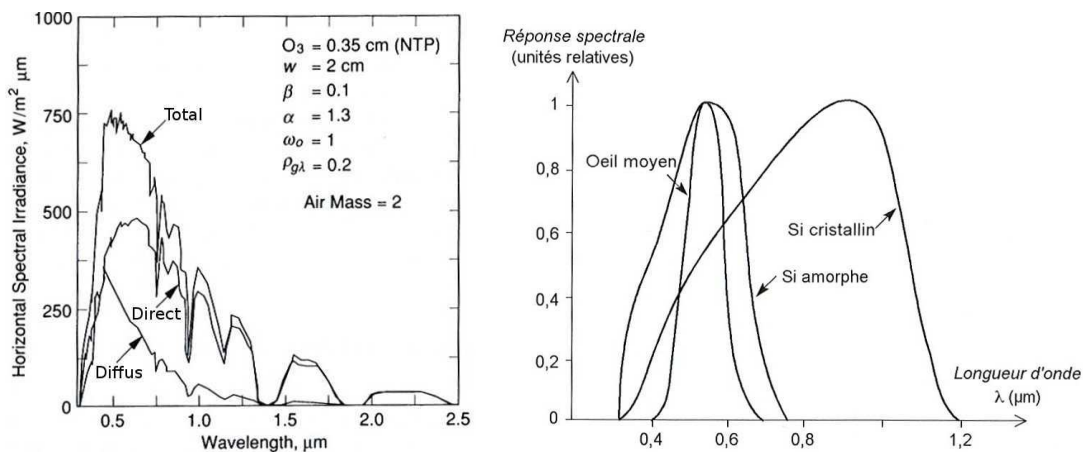 1000
750
500
250
0
Horizontal Spectral Irradiance, W/m² μm
O₃ = 0.35 cm (NTP)
w = 2 cm
β = 0.1
α = 1.3
ω₀ = 1
ρgλ = 0.2
Air Mass = 2
Total
Direct
Diffus
0.5 1.0 1.5 2.0 2.5
Wavelength, μm
Réponse spectrale
(unités relatives)
1
0,8
0,6
0,4
0,2
0
Oeil moyen
Si cristallin
Si amorphe
Longueur d'onde
λ (μm)
0,4 0,6 0,8 1,2